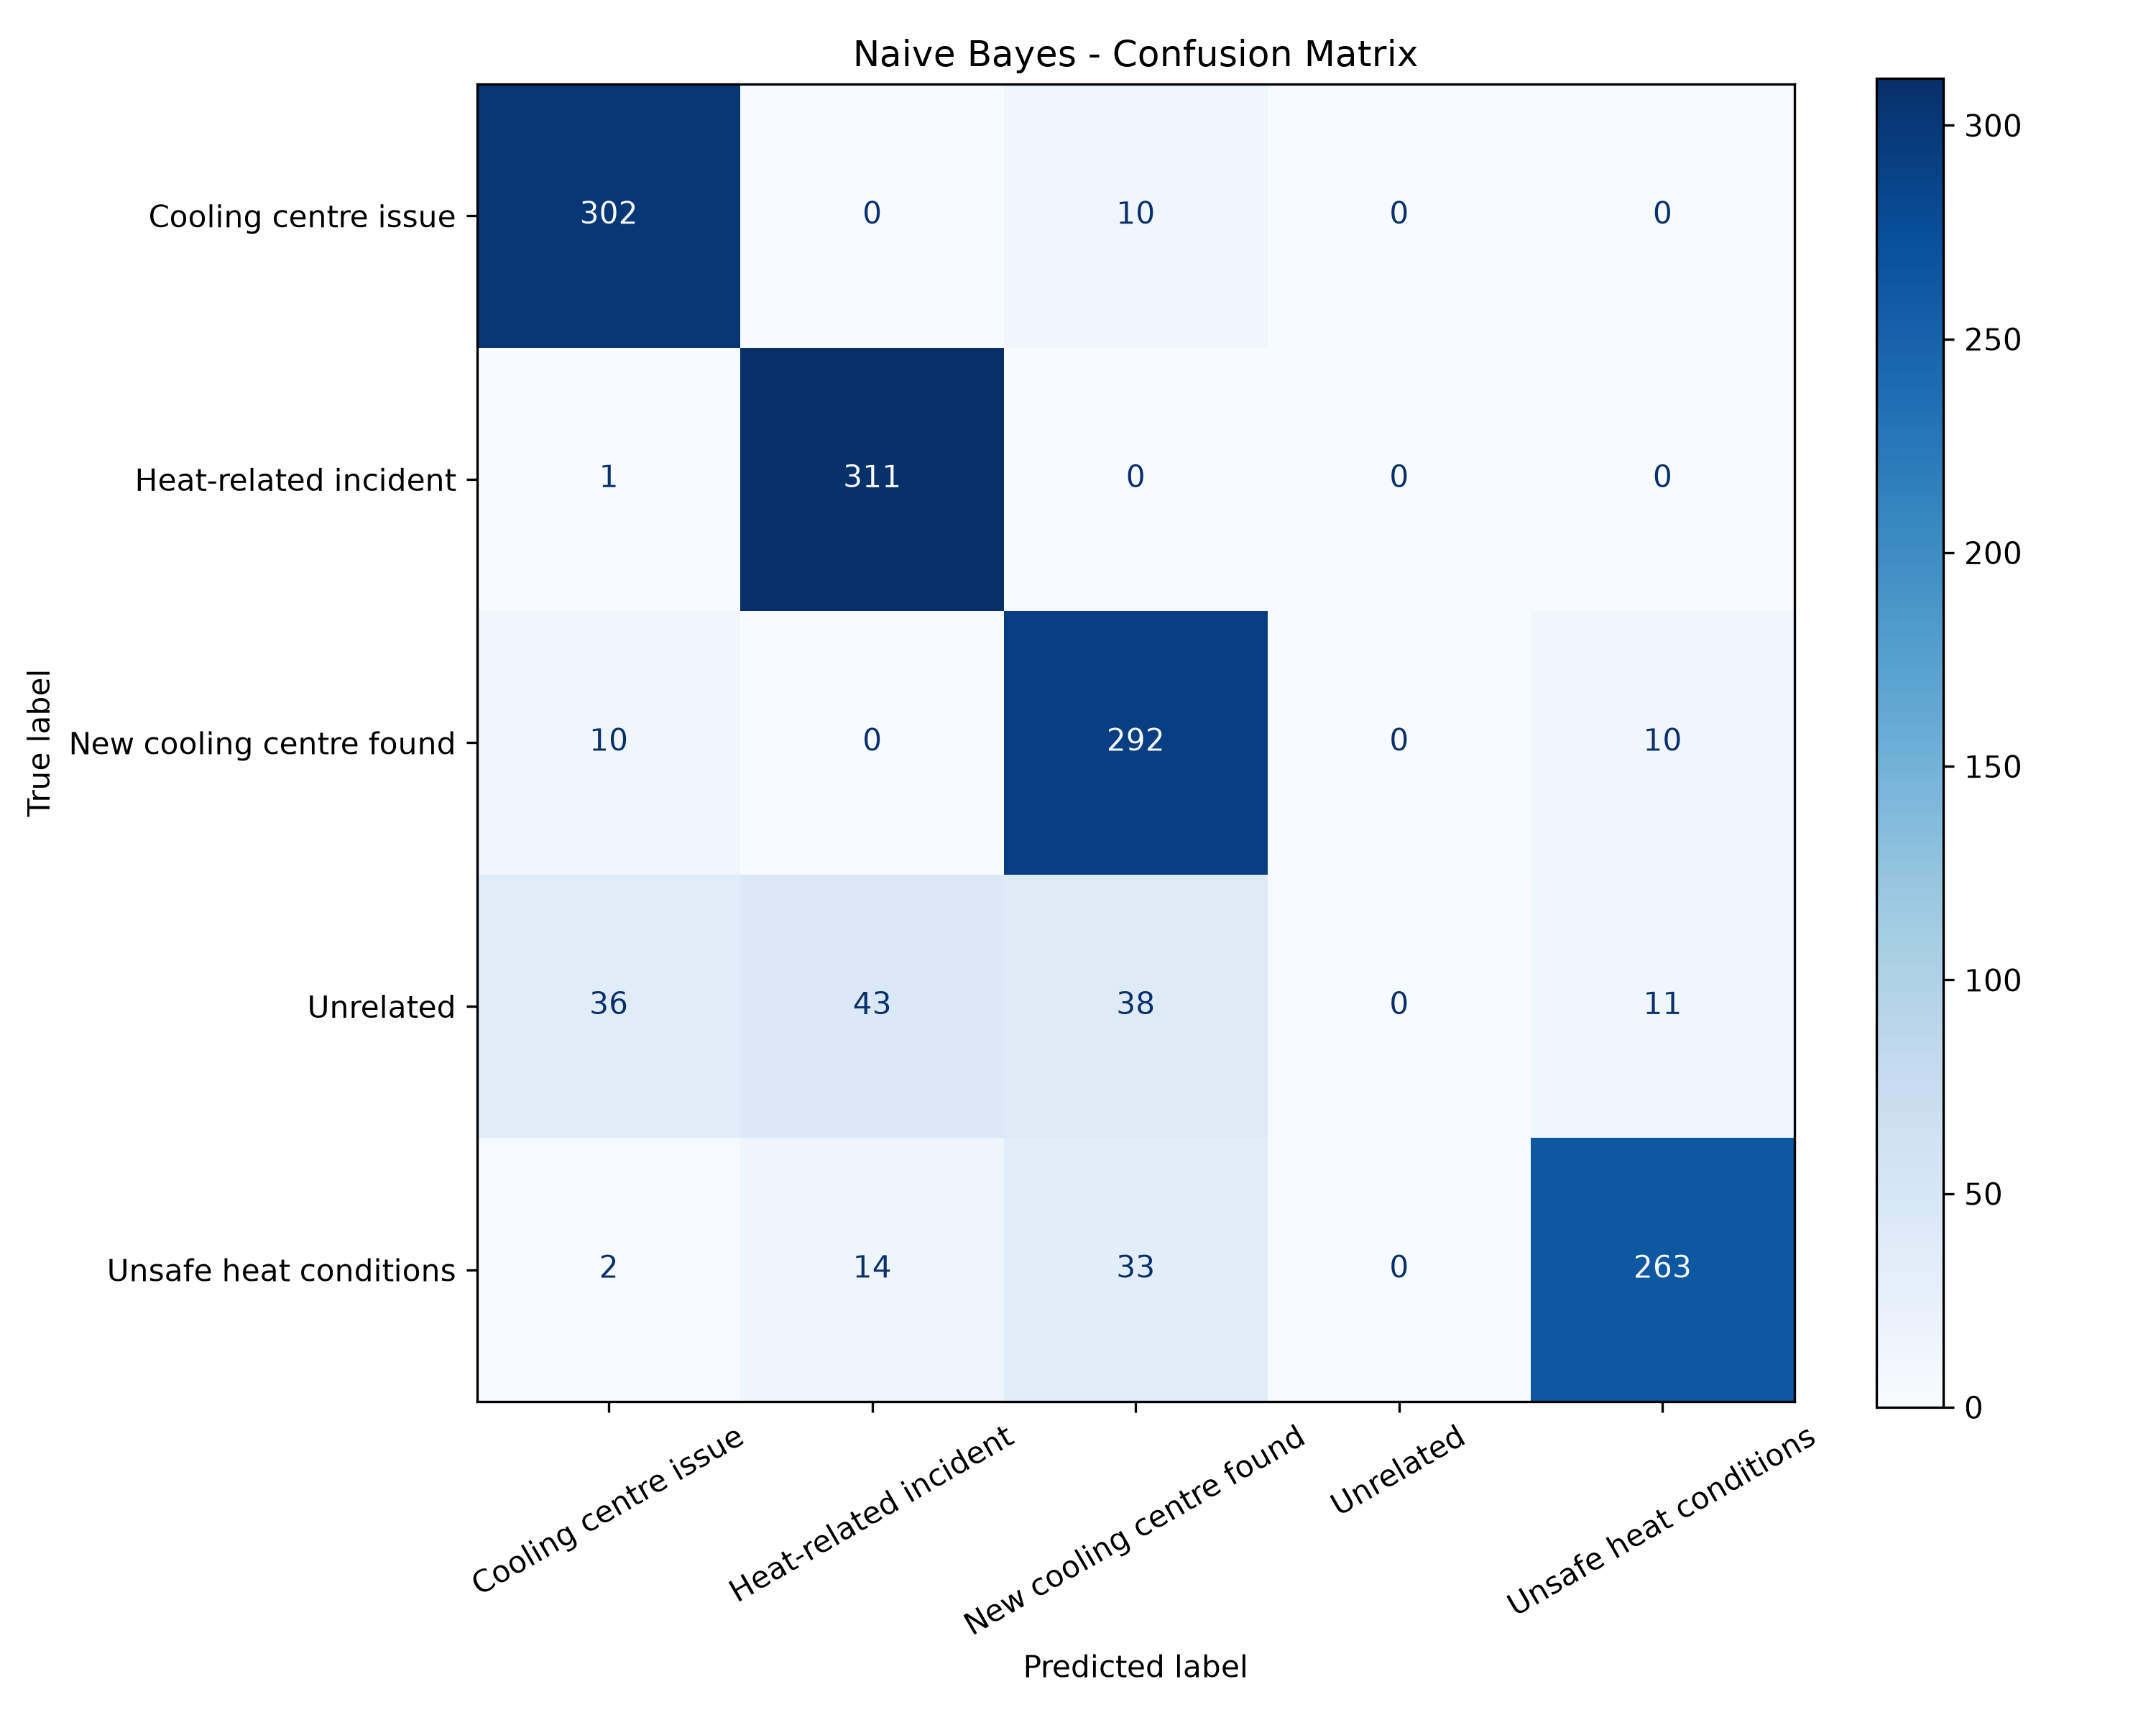 Naive Bayes - Confusion Matrix
Cooling centre issue 302 0 10 0 0
Heat-related incident 1 311 0 0 0
New cooling centre found 10 0 292 0 10
Unrelated 36 43 38 0 11
Unsafe heat conditions 2 14 33 0 263
True label
Cooling centre issue
Heat-related incident
New cooling centre found
Unrelated
Unsafe heat conditions
Predicted label
300
250
200
150
100
50
0